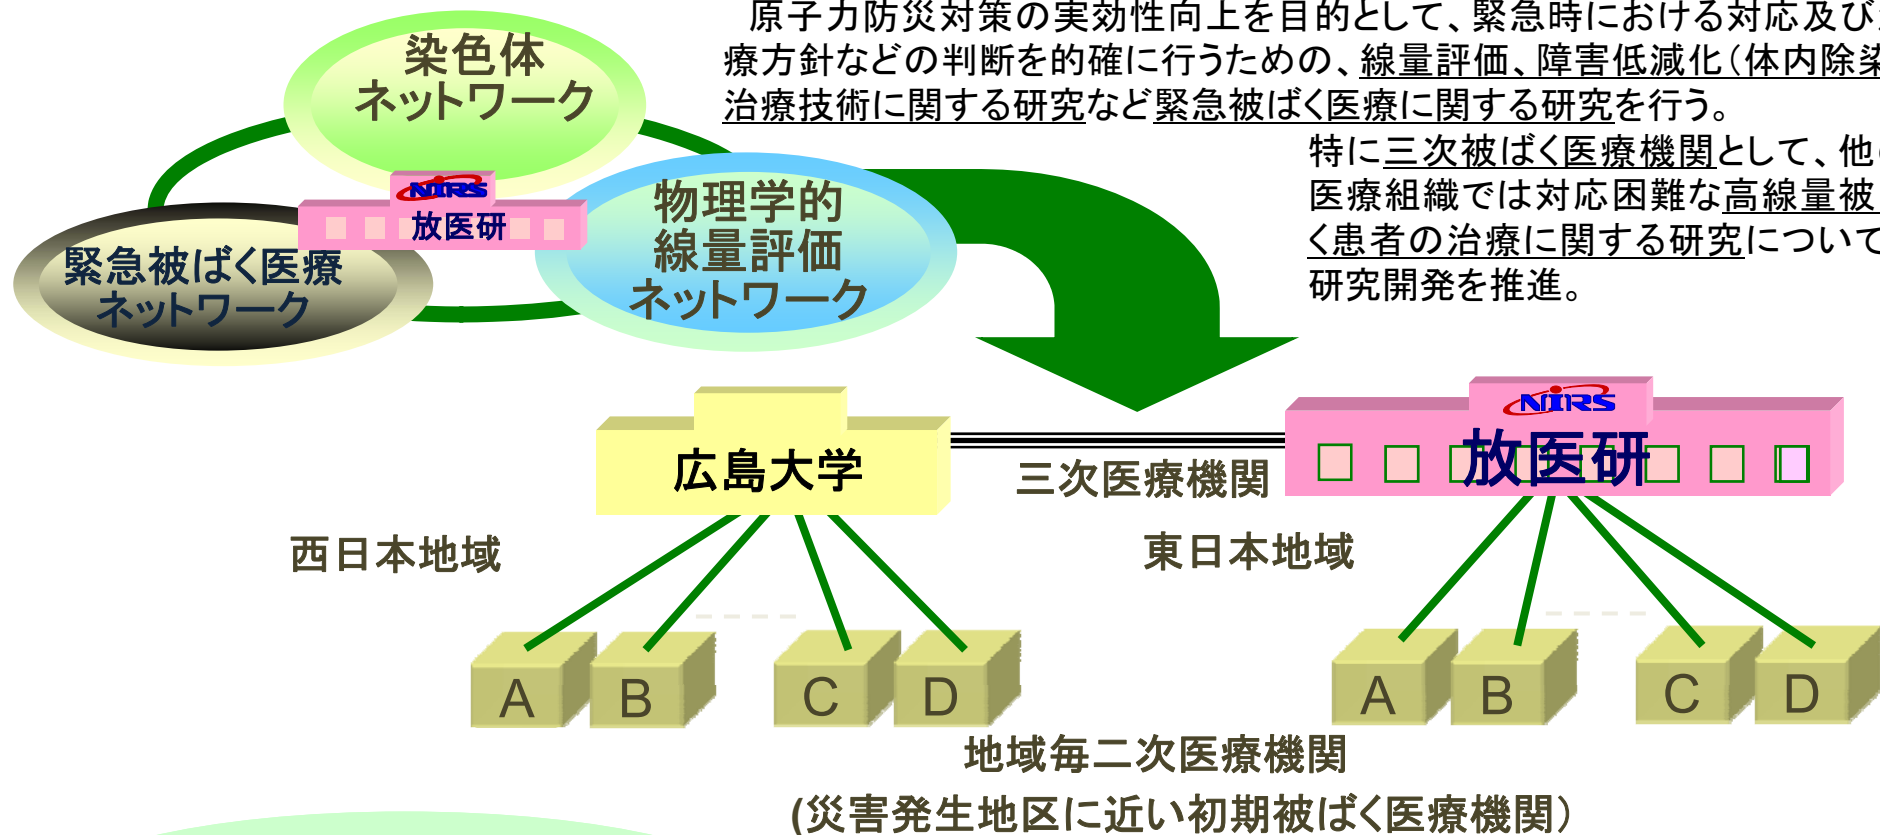 原子力防災対策の実効性向上を目的として、緊急時における対応及び
療方針などの判断を的確に行うための、線量評価、障害低減化（体内除染
治療技術に関する研究など緊急被ばく医療に関する研究を行う。
特に三次被ばく医療機関として、他
医療組織では対応困難な高線量被
く患者の治療に関する研究について
研究開発を推進。
染色体
ネットワーク
NIRS
放医研
物理学的
線量評価
ネットワーク
緊急被ばく医療
ネットワーク
広島大学
三次医療機関
NIRS
放医研
西日本地域
東日本地域
A
B
C
D
A
B
C
D
地域毎二次医療機関
(災害発生地区に近い初期被ばく医療機関）